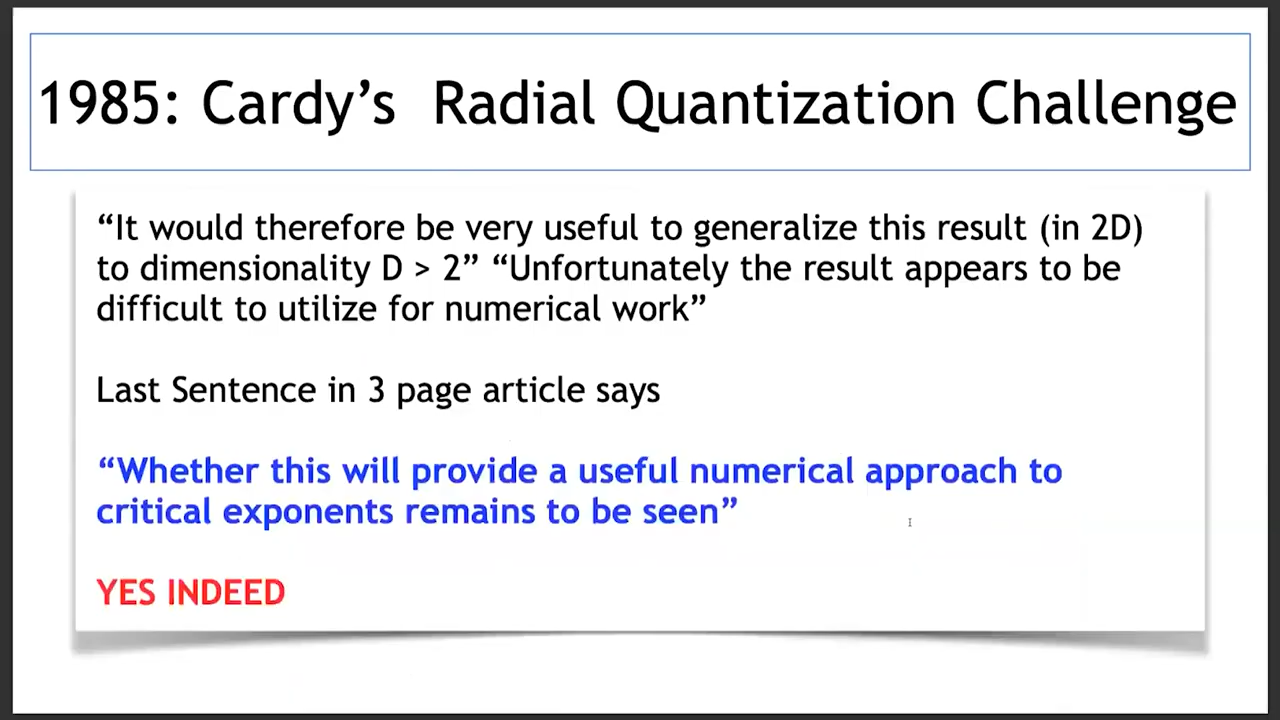 1985: Cardy’s Radial Quantization Challenge
“It would therefore be very useful to generalize this result (in 2D)
to dimensionality D > 2” “Unfortunately the result appears to be
difficult to utilize for numerical work”
Last Sentence in 3 page article says
“Whether this will provide a useful numerical approach to
critical exponents remains to be seen”
YES INDEED